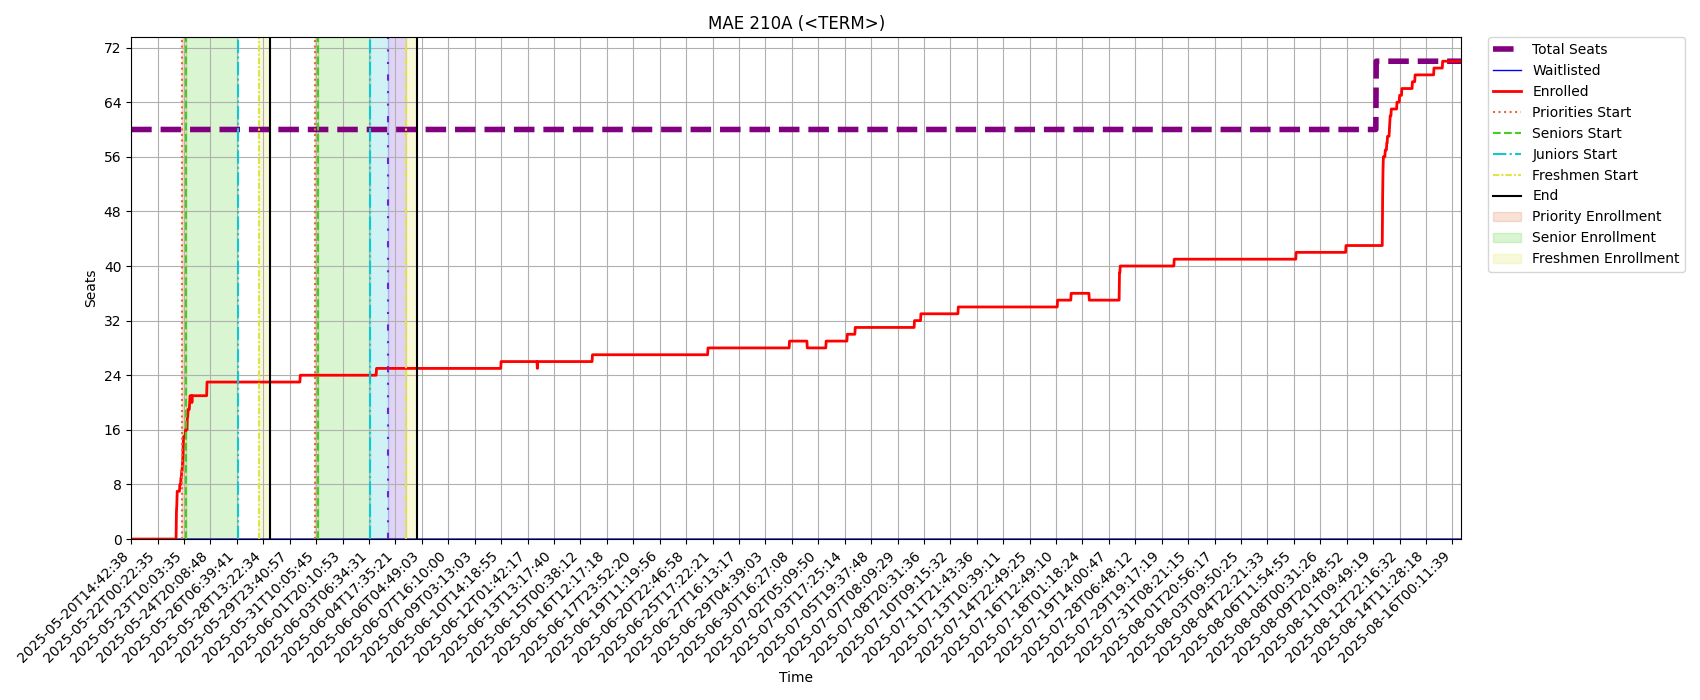 MAE 210A (<TERM>)
Seats
72
64
56
48
40
32
24
16
8
0
2025-05-20T14:42:38
2025-05-22T00:22:35
2025-05-23T10:03:35
2025-05-24T20:08:48
2025-05-26T06:39:41
2025-05-28T13:22:34
2025-05-29T23:40:57
2025-05-31T10:05:45
2025-06-01T20:10:53
2025-06-03T06:34:31
2025-06-04T17:35:21
2025-06-06T04:49:03
2025-06-07T16:10:00
2025-06-09T03:13:03
2025-06-10T14:18:55
2025-06-12T01:42:17
2025-06-13T13:17:40
2025-06-15T00:38:12
2025-06-16T12:17:18
2025-06-17T23:52:20
2025-06-19T11:19:56
2025-06-20T22:46:58
2025-06-25T17:22:21
2025-06-27T16:13:17
2025-06-29T04:39:03
2025-06-30T16:27:08
2025-07-02T05:09:50
2025-07-03T17:25:14
2025-07-05T19:37:48
2025-07-07T08:09:29
2025-07-08T20:31:36
2025-07-10T09:15:32
2025-07-11T21:43:36
2025-07-13T10:39:11
2025-07-14T22:49:25
2025-07-16T12:49:10
2025-07-18T01:18:24
2025-07-19T14:00:47
2025-07-28T06:48:12
2025-07-29T19:17:19
2025-07-31T08:21:15
2025-08-01T20:56:17
2025-08-03T09:50:25
2025-08-04T22:21:33
2025-08-06T11:54:55
2025-08-08T00:31:26
2025-08-09T20:48:52
2025-08-11T09:49:19
2025-08-12T22:16:32
2025-08-14T11:28:18
2025-08-16T00:11:39
Time
Total Seats
Waitlisted
Enrolled
Priorities Start
Seniors Start
Juniors Start
Freshmen Start
End
Priority Enrollment
Senior Enrollment
Freshmen Enrollment